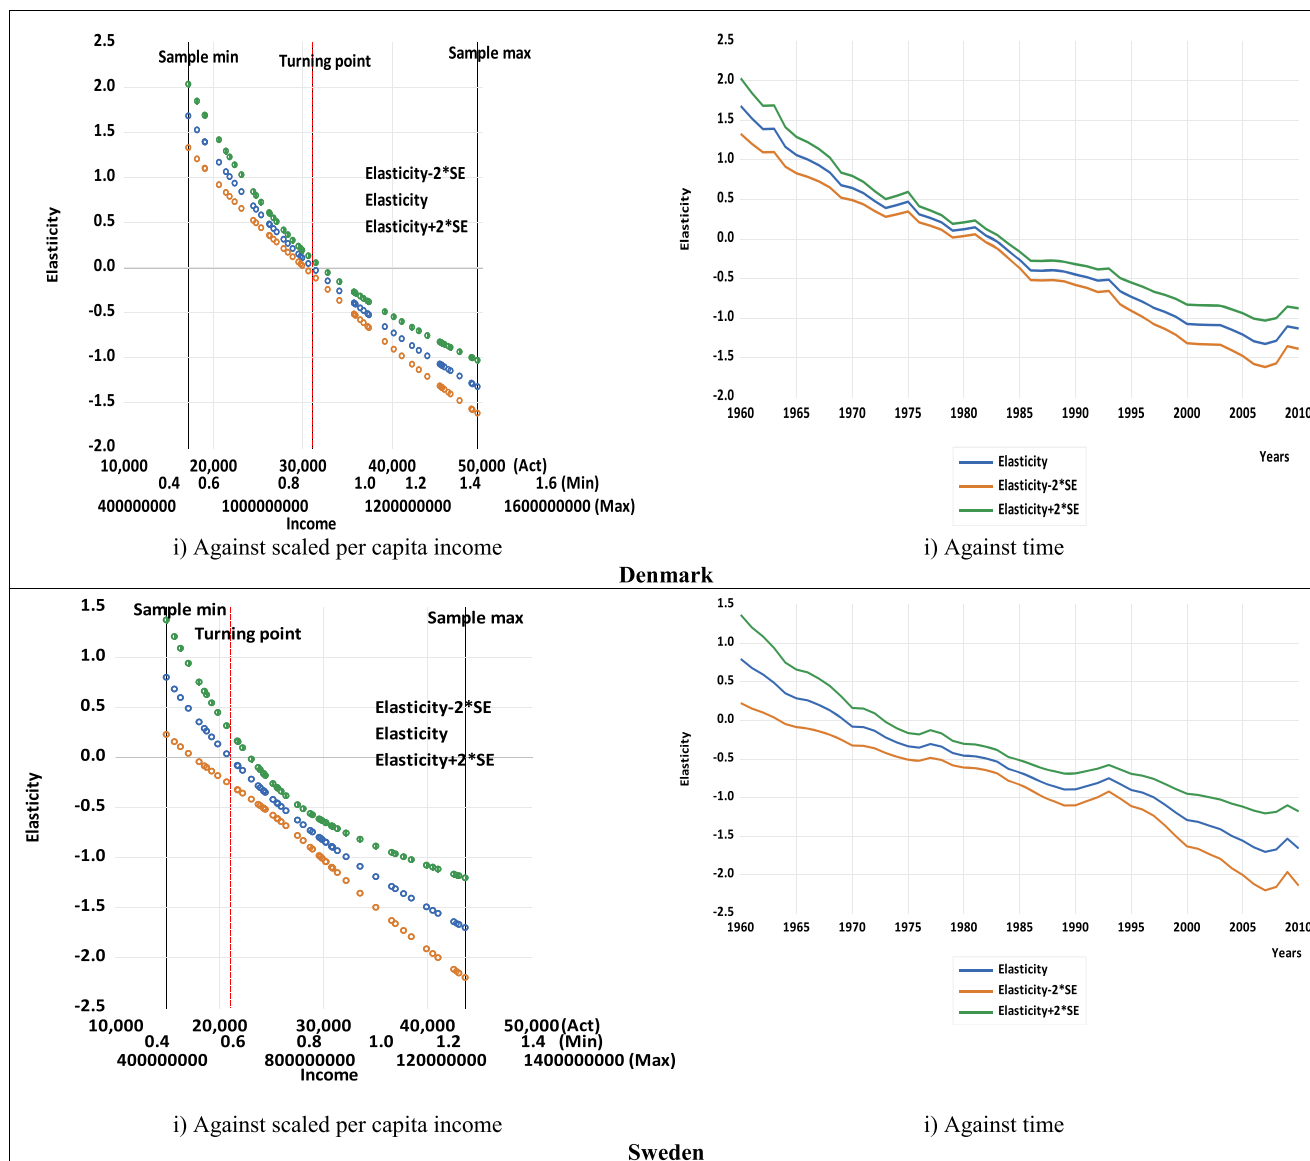 2.5
2.0
1.5
1.0
0.5
0.0
-0.5
-1.0
-1.5
-2.0
Elastiicity
Sample min
Turning point
Sample max
Elasticity-2*SE
Elasticity
Elasticity+2*SE
10,000 20,000 30,000 40,000 50,000 (Act)
0.4 0.6 0.8 1.0 1.2 1.4 1.6 (Min)
400000000 1000000000 1200000000 1600000000 (Max)
Income
i) Against scaled per capita income
2.5
2.0
1.5
1.0
0.5
0.0
-0.5
-1.0
-1.5
-2.0
Elasticity
1960 1965 1970 1975 1980 1985 1990 1995 2000 2005 2010
Years
Elasticity
Elasticity-2*SE
Elasticity+2*SE
i) Against time
Denmark
1.5
1.0
0.5
0.0
-0.5
-1.0
-1.5
-2.0
-2.5
Elasticity
Sample min
Turning point
Sample max
Elasticity-2*SE
Elasticity
Elasticity+2*SE
10,000 20,000 30,000 40,000 50,000 (Act)
0.4 0.6 0.8 1.0 1.2 1.4 (Min)
400000000 800000000 120000000 1400000000 (Max)
Income
i) Against scaled per capita income
1.5
1.0
0.5
0.0
-0.5
-1.0
-1.5
-2.0
-2.5
Elasticity
1960 1965 1970 1975 1980 1985 1990 1995 2000 2005 2010
Years
Elasticity
Elasticity-2*SE
Elasticity+2*SE
i) Against time
Sweden